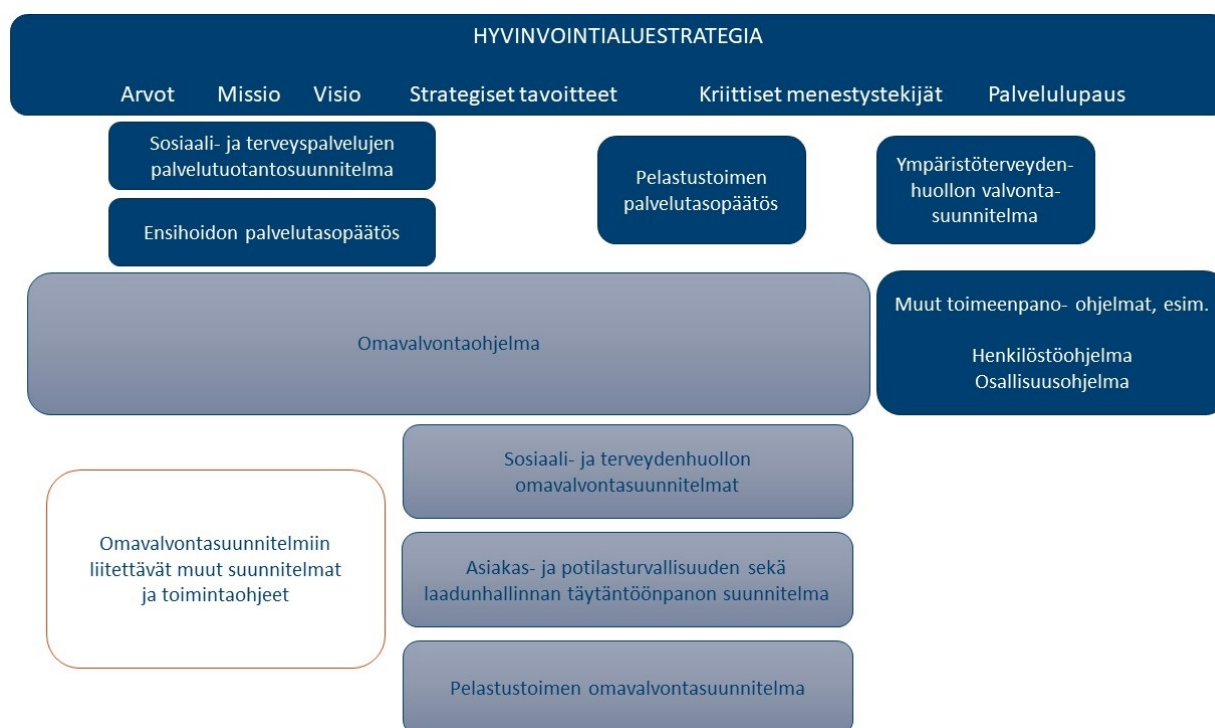 HYVINVOINTIALUESTRATEGIA
Arvot Missio Visio Strategiset tavoitteet Kriittiset menestystekijät Palvelulupaus
Sosiaali- ja terveyspalvelujen
palvelutuotantosuunnitelma
Ensihoidon palvelutasopäätös
Pelastustoimen
palvelutasopäätös
Ympäristöterveyden-
huollon valvonta-
suunnitelma
Omavalvontaohjelma
Muut toimeenpano- ohjelmat, esim.
Henkilöstöohjelma
Osallisuusohjelma
Omavalvontasuunnitelmiin
liitettävät muut suunnitelmat
ja toimintaohjeet
Sosiaali- ja terveydenhuollon
omavalvontasuunnitelmat
Asiakas- ja potilasturvallisuuden sekä
laadunhallinnan täytäntöönpanon suunnitelma
Pelastustoimen omavalvontasuunnitelma